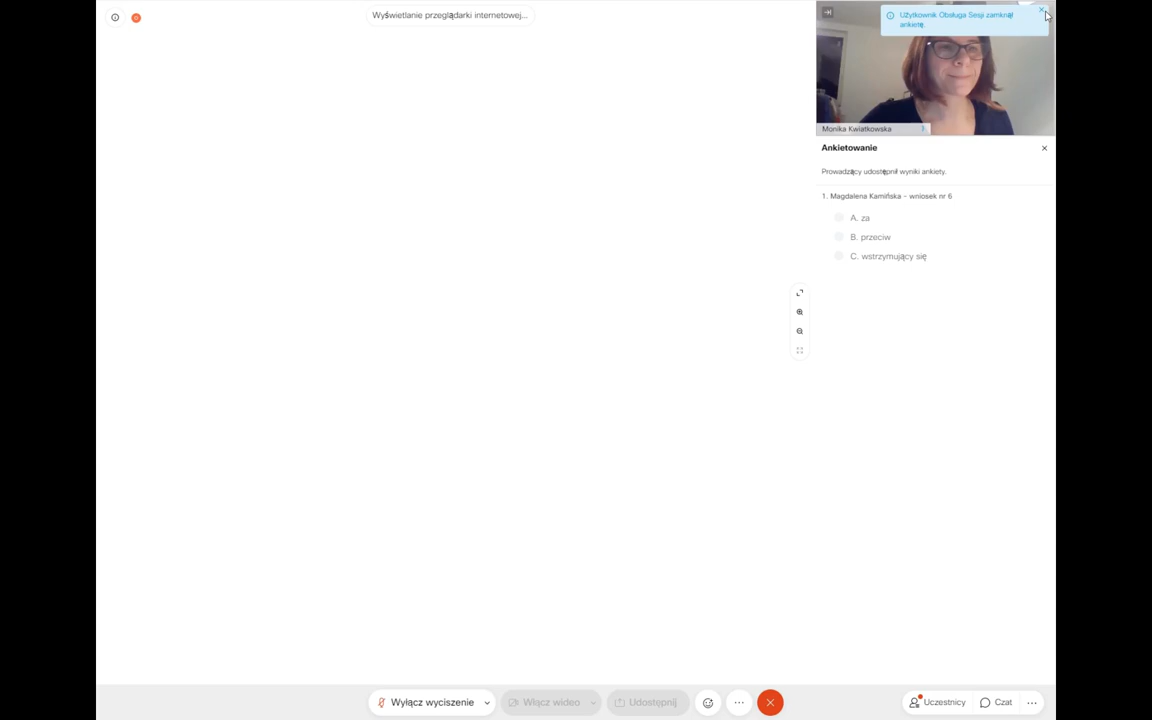 Wyświetlanie przeglądarki internetowej...
Użytkownik Obsługa Sesji zamknął
ankietę.
Monika Kwiatkowska
Ankietowanie
Prowadzący udostępnił wyniki ankiety.
1. Magdalena Kamińska - wniosek nr 6
A. za
B. przeciw
C. wstrzymujący się
Wyłącz wyciszenie
Włącz wideo
Udostępnij
Uczestnicy
Czat